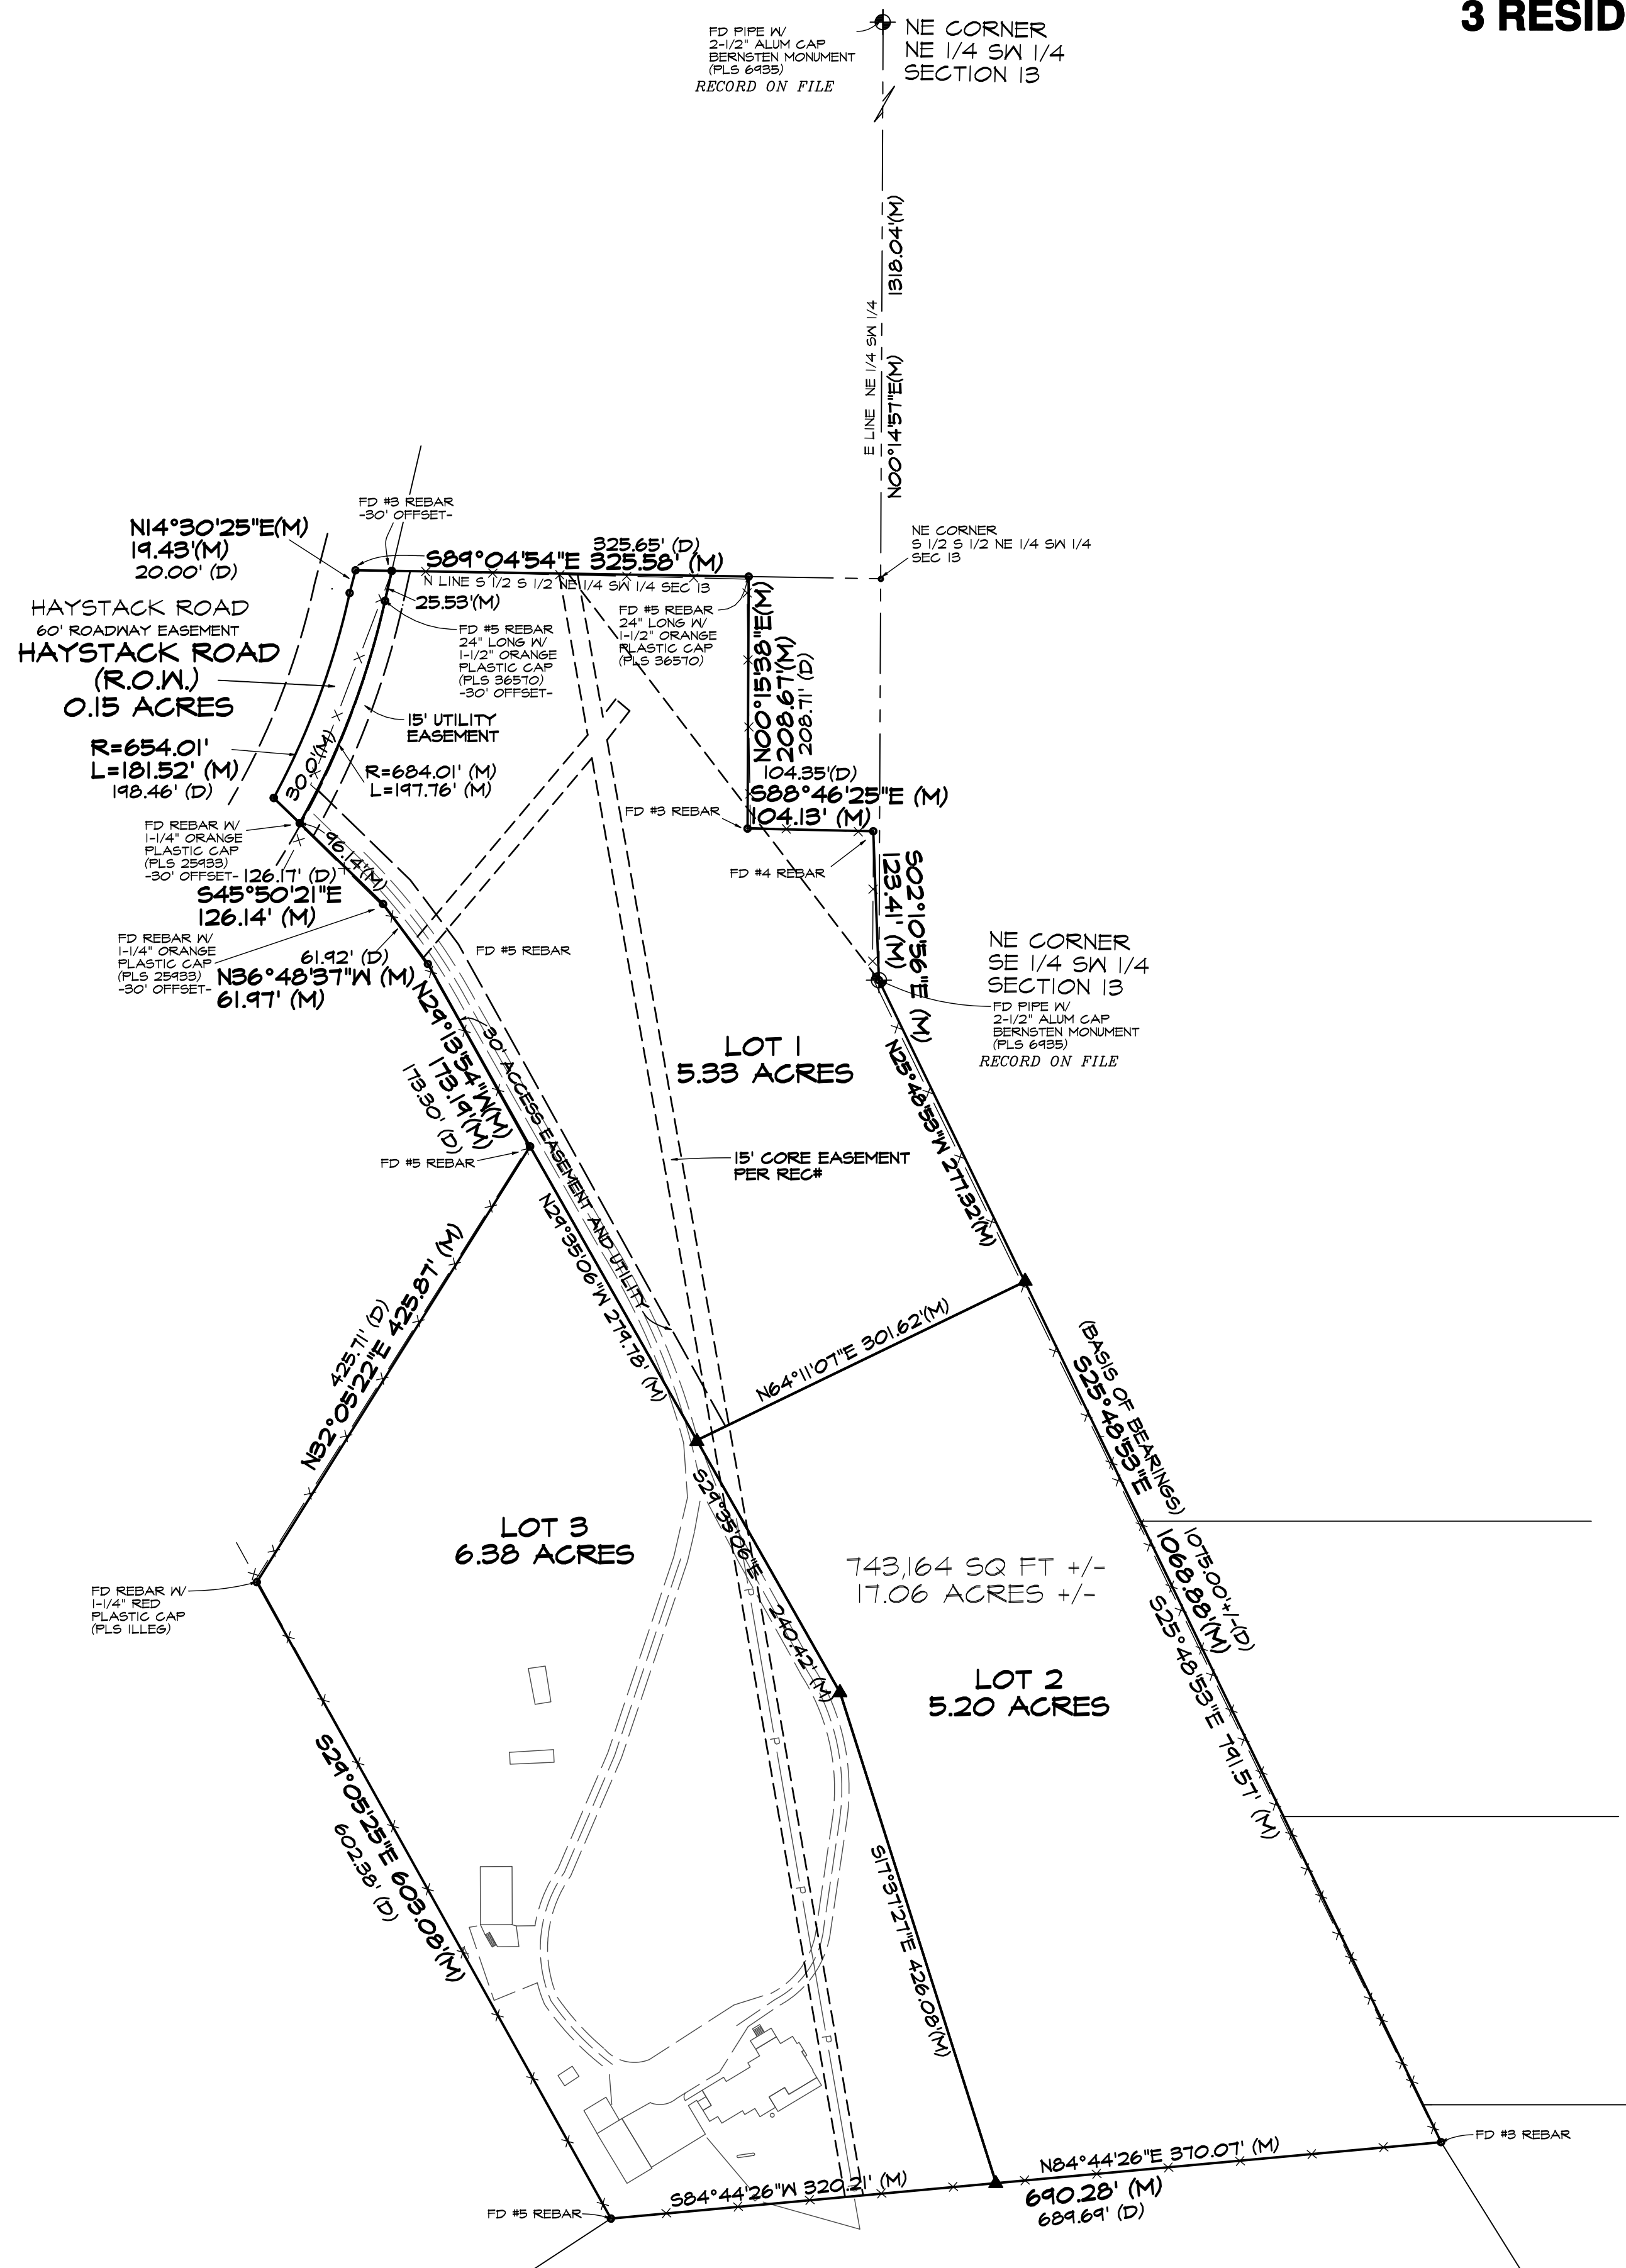 3 RESID
FD PIPE W/
2-1/2" ALUM CAP
BERNSTEN MONUMENT
(PLS 6935)
RECORD ON FILE
NE CORNER
NE 1/4 SW 1/4
SECTION 13
1318.04'(M)
E LINE NE 1/4 SW 1/4
N00°14'57"E(M)
FD #3 REBAR
-30' OFFSET-
N14°30'25"E(M)
19.43'(M)
20.00' (D)
325.65' (D)
S89°04'54"E 325.58' (M)
N LINE S 1/2 S 1/2 NE 1/4 SW 1/4 SEC 13
NE CORNER
S 1/2 S 1/2 NE 1/4 SW 1/4
SEC 13
25.53'(M)
HAYSTACK ROAD
60' ROADWAY EASEMENT
HAYSTACK ROAD
(R.O.W.)
0.15 ACRES
FD #5 REBAR
24" LONG W/
1-1/2" ORANGE
PLASTIC CAP
(PLS 36570)
-30' OFFSET-
FD #5 REBAR
24" LONG W/
1-1/2" ORANGE
PLASTIC CAP
(PLS 36570)
N00°15'38"E(M)
208.67'(M)
208.71' (D)
15' UTILITY
EASEMENT
R=654.01'
L=181.52' (M)
198.46' (D)
30.0'(M)
R=684.01' (M)
L=197.76' (M)
104.35'(D)
S88°46'25"E (M)
104.13' (M)
FD #3 REBAR
FD REBAR W/
1-1/4" ORANGE
PLASTIC CAP
(PLS 25933)
-30' OFFSET-
96.14'(M)
126.17' (D)
S45°50'21"E
126.14' (M)
FD #4 REBAR
S02°10'56"E (M)
123.41' (M)
FD REBAR W/
1-1/4" ORANGE
PLASTIC CAP
(PLS 25933)
-30' OFFSET-
61.92' (D)
N36°48'37"W (M)
61.97' (M)
FD #5 REBAR
NE CORNER
SE 1/4 SW 1/4
SECTION 13
FD PIPE W/
2-1/2" ALUM CAP
BERNSTEN MONUMENT
(PLS 6935)
RECORD ON FILE
N29°13'54"W(M)
173.19'(M)
173.30' (D)
30' ACCESS EASEMENT AND UTILITY
LOT 1
5.33 ACRES
N25°48'53"W 277.32'(M)
FD #5 REBAR
15' CORE EASEMENT
PER REC#
N29°35'06"W 279.78' (M)
425.71' (D)
N32°05'22"E 425.87' (M)
N64°11'07"E 301.62'(M)
(BASIS OF BEARINGS)
S25°48'53"E
1068.88'(M)
1075.00'+/-(D)
S29°35'06"E 240.42' (M)
LOT 3
6.38 ACRES
743,164 SQ FT +/-
17.06 ACRES +/-
FD REBAR W/
1-1/4" RED
PLASTIC CAP
(PLS ILLEG)
S25°48'53"E 791.57' (M)
LOT 2
5.20 ACRES
P
P
P
P
S29°05'25"E 603.08'(M)
602.38' (D)
S17°37'27"E 426.08'(M)
FD #3 REBAR
N84°44'26"E 370.07' (M)
S84°44'26"W 320.21' (M)
690.28' (M)
689.69' (D)
FD #5 REBAR